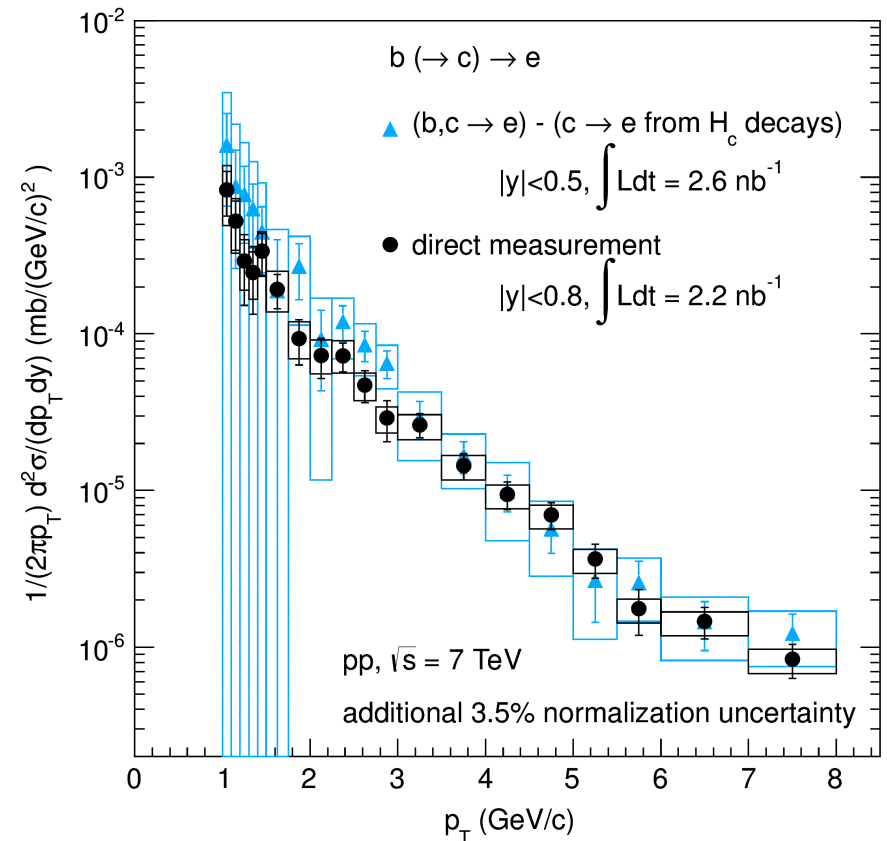 b (→ c) → e
(b,c → e) - (c → e from H_c decays)
|y|<0.5, ∫ Ldt = 2.6 nb⁻¹
direct measurement
|y|<0.8, ∫ Ldt = 2.2 nb⁻¹
pp, √s = 7 TeV
additional 3.5% normalization uncertainty
1/(2πp_T) d²σ/(dp_T dy) (mb/(GeV/c)²)
10⁻²
10⁻³
10⁻⁴
10⁻⁵
10⁻⁶
0 1 2 3 4 5 6 7 8
p_T (GeV/c)